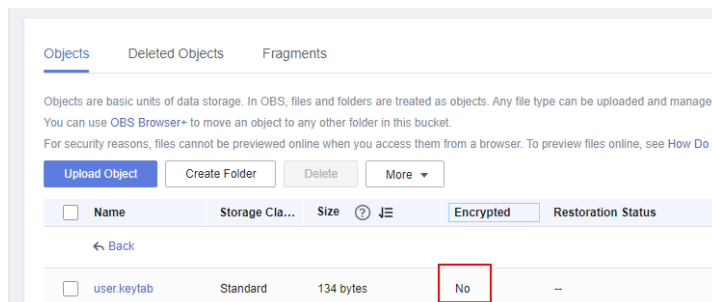 Objects Deleted Objects Fragments
Objects are basic units of data storage. In OBS, files and folders are treated as objects. Any file type can be uploaded and manage
You can use OBS Browser+ to move an object to any other folder in this bucket.
For security reasons, files cannot be previewed online when you access them from a browser. To preview files online, see How Do
Upload Object Create Folder Delete More
Name Storage Cla... Size Encrypted Restoration Status
Back
user.keytab Standard 134 bytes No --